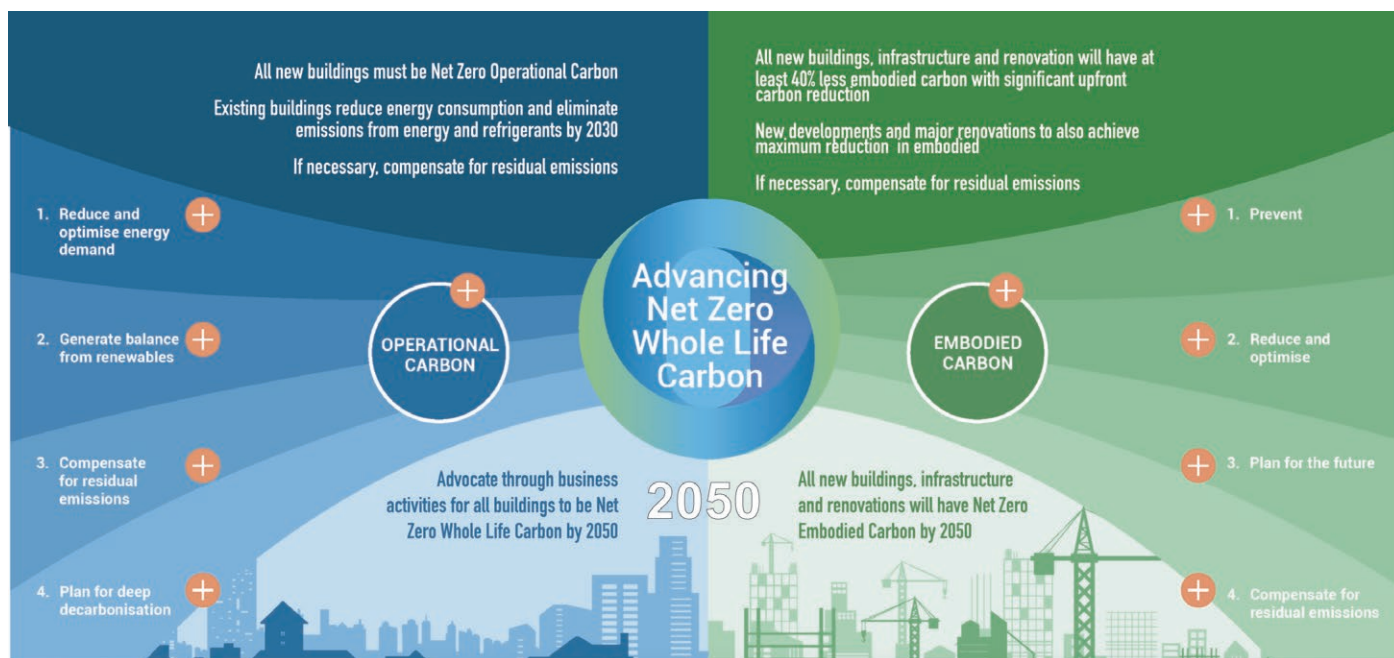 All new buildings must be Net Zero Operational Carbon
Existing buildings reduce energy consumption and eliminate
emissions from energy and refrigerants by 2030
If necessary, compensate for residual emissions
All new buildings, infrastructure and renovation will have at
least 40% less embodied carbon with significant upfront
carbon reduction
New developments and major renovations to also achieve
maximum reduction in embodied
If necessary, compensate for residual emissions
1. Reduce and
optimise energy
demand
2. Generate balance
from renewables
3. Compensate
for residual
emissions
4. Plan for deep
decarbonisation
OPERATIONAL
CARBON
Advancing
Net Zero
Whole Life
Carbon
EMBODIED
CARBON
1. Prevent
2. Reduce and
optimise
3. Plan for the future
4. Compensate for
residual emissions
Advocate through business
activities for all buildings to be Net
Zero Whole Life Carbon by 2050
2050
All new buildings, infrastructure
and renovations will have Net Zero
Embodied Carbon by 2050